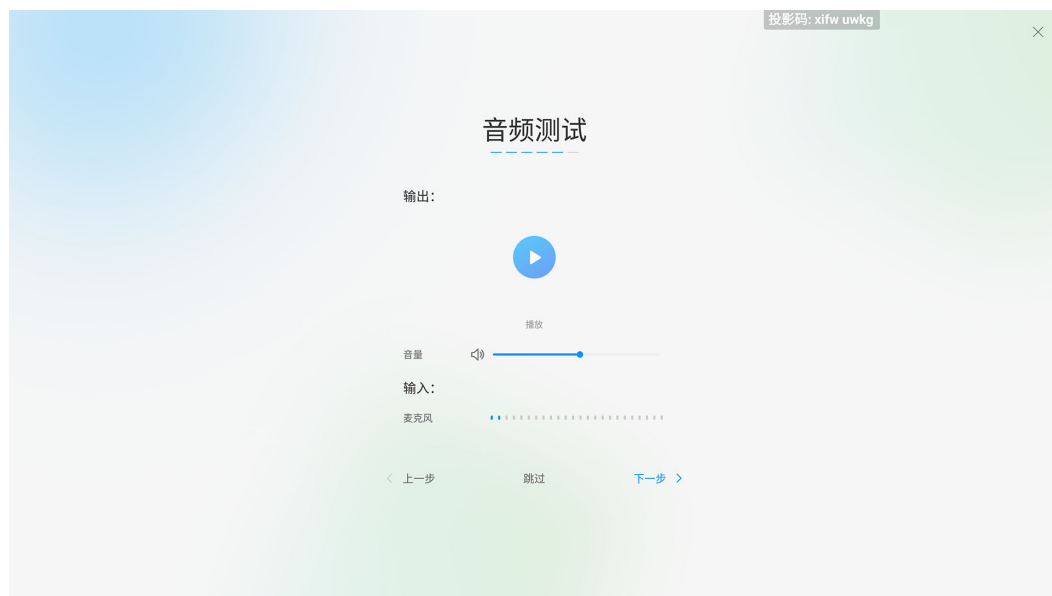 投影码: xifw uwkg
音频测试
输出：
播放
音量
输入：
麦克风
上一步 跳过 下一步